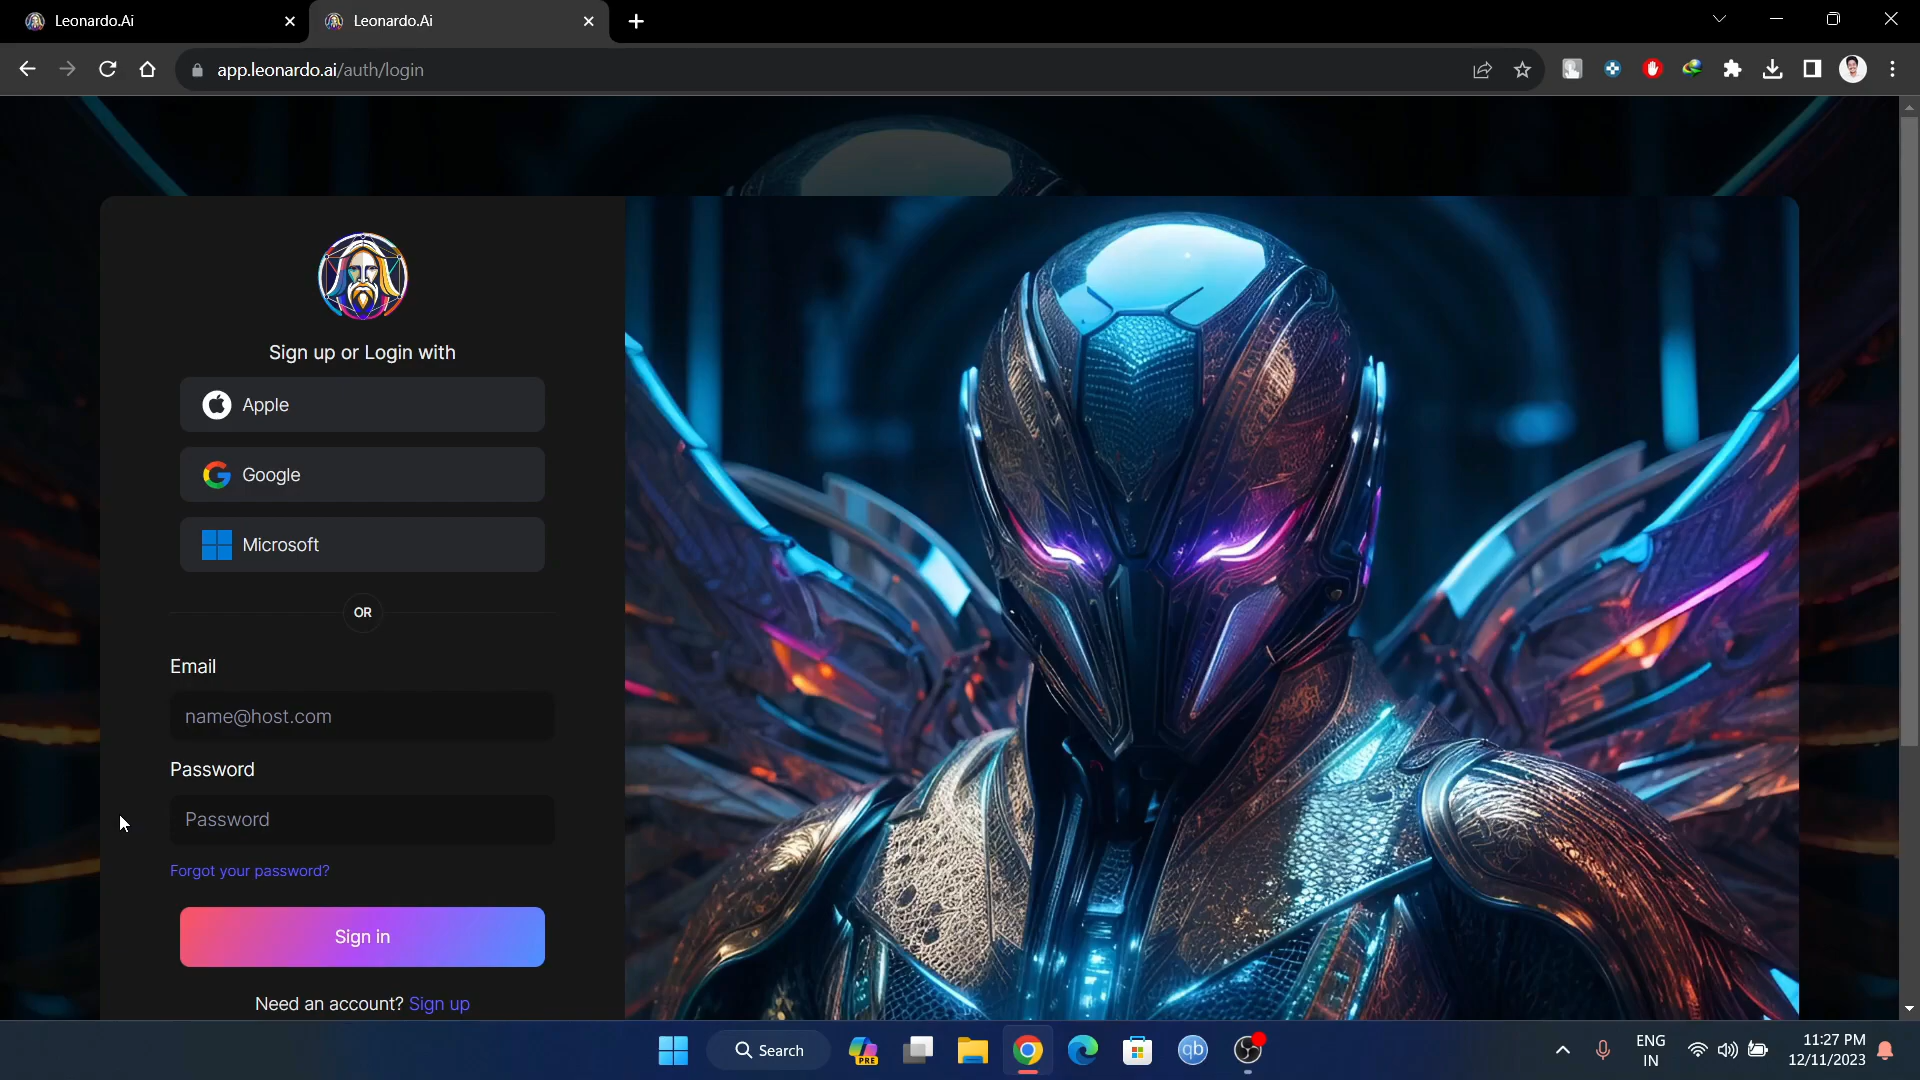 Leonardo.Ai
Leonardo.Ai
app.leonardo.ai/auth/login
Sign up or Login with
Apple
Google
Microsoft
OR
Email
name@host.com
Password
Password
Forgot your password?
Sign in
Need an account? Sign up
Search
PRE
qb
ENG
IN
11:27 PM
12/11/2023